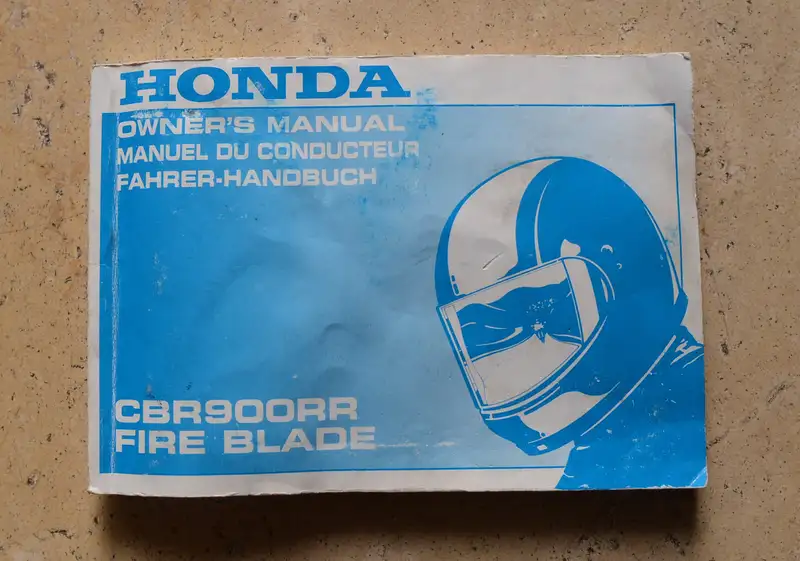 HONDA
OWNER'S MANUAL
MANUEL DU CONDUCTEUR
FAHRER-HANDBUCH
CBR900RR
FIRE BLADE